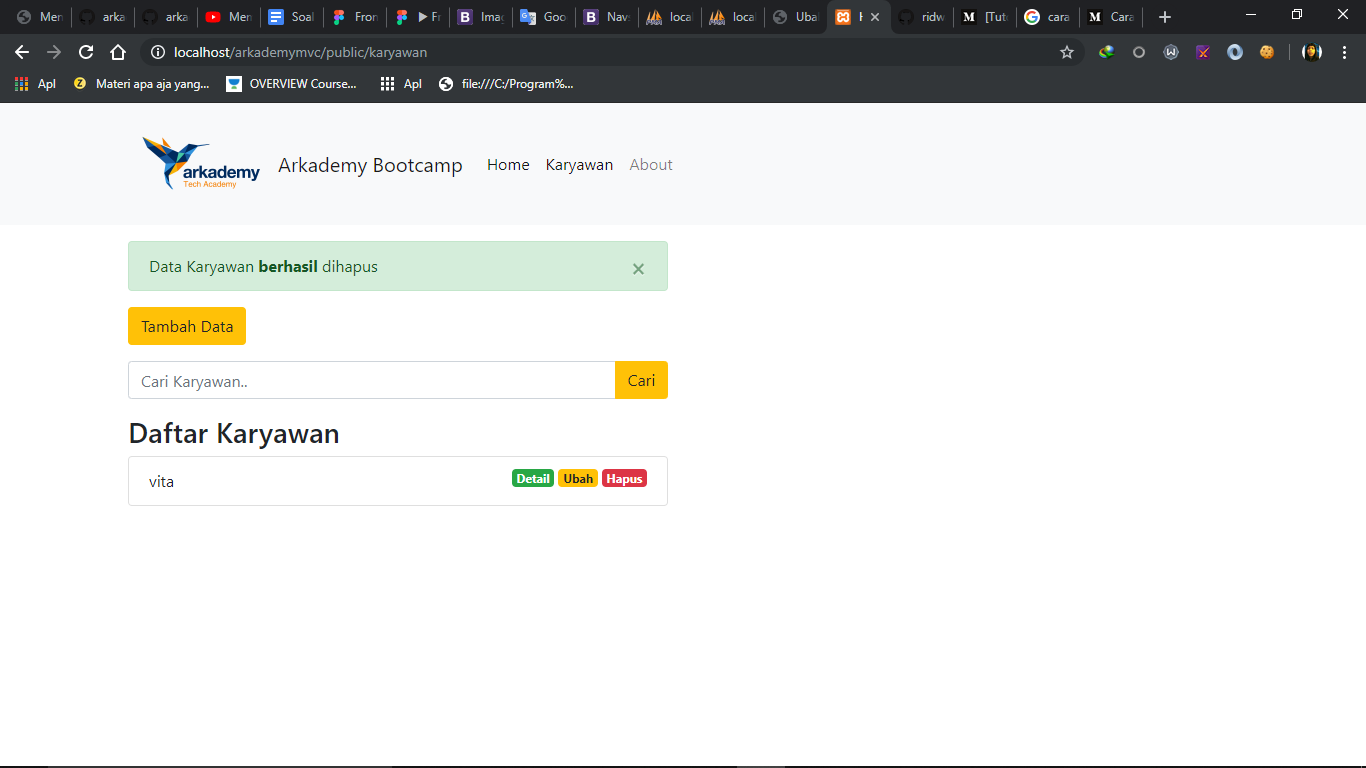 Men arka arka Men Soal Fron Fr Imag Goo Nav local local Ubal H ridw [Tut cara Cara
localhost/arkademymvc/public/karyawan
Apl Materi apa aja yang... OVERVIEW Course... Apl file:///C:/Program%...
arkademy
Tech Academy
Arkademy Bootcamp Home Karyawan About
Data Karyawan berhasil dihapus ×
Tambah Data
Cari Karyawan.. Cari
Daftar Karyawan
vita Detail Ubah Hapus